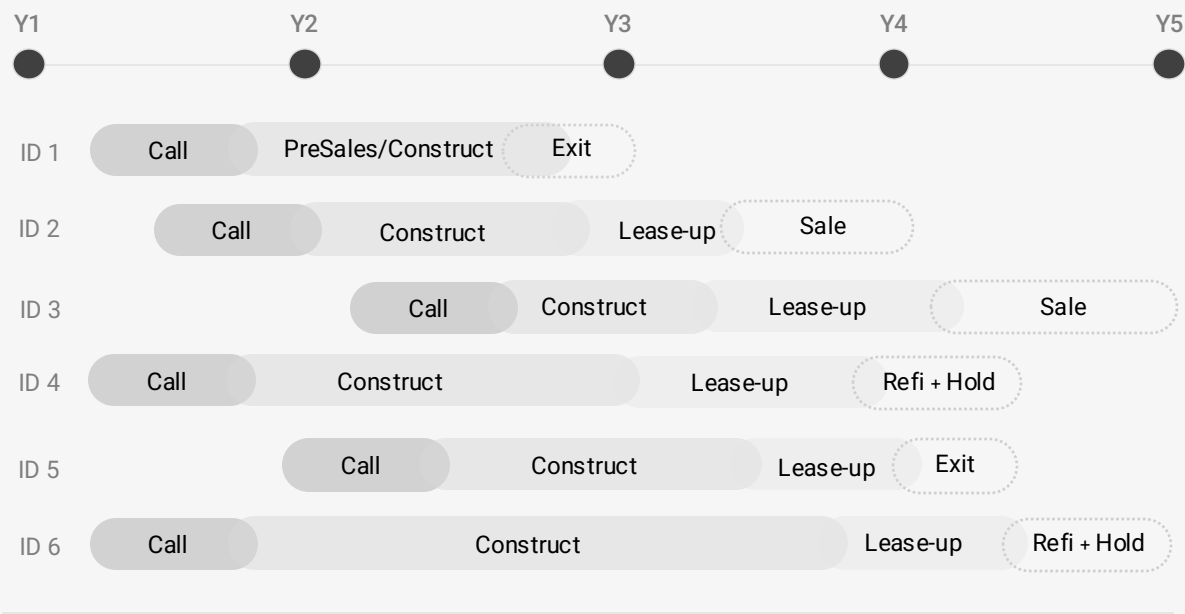 Y1 Y2 Y3 Y4 Y5
ID 1 Call PreSales/Construct Exit
ID 2 Call Construct Lease-up Sale
ID 3 Call Construct Lease-up Sale
ID 4 Call Construct Lease-up Refi + Hold
ID 5 Call Construct Lease-up Exit
ID 6 Call Construct Lease-up Refi + Hold